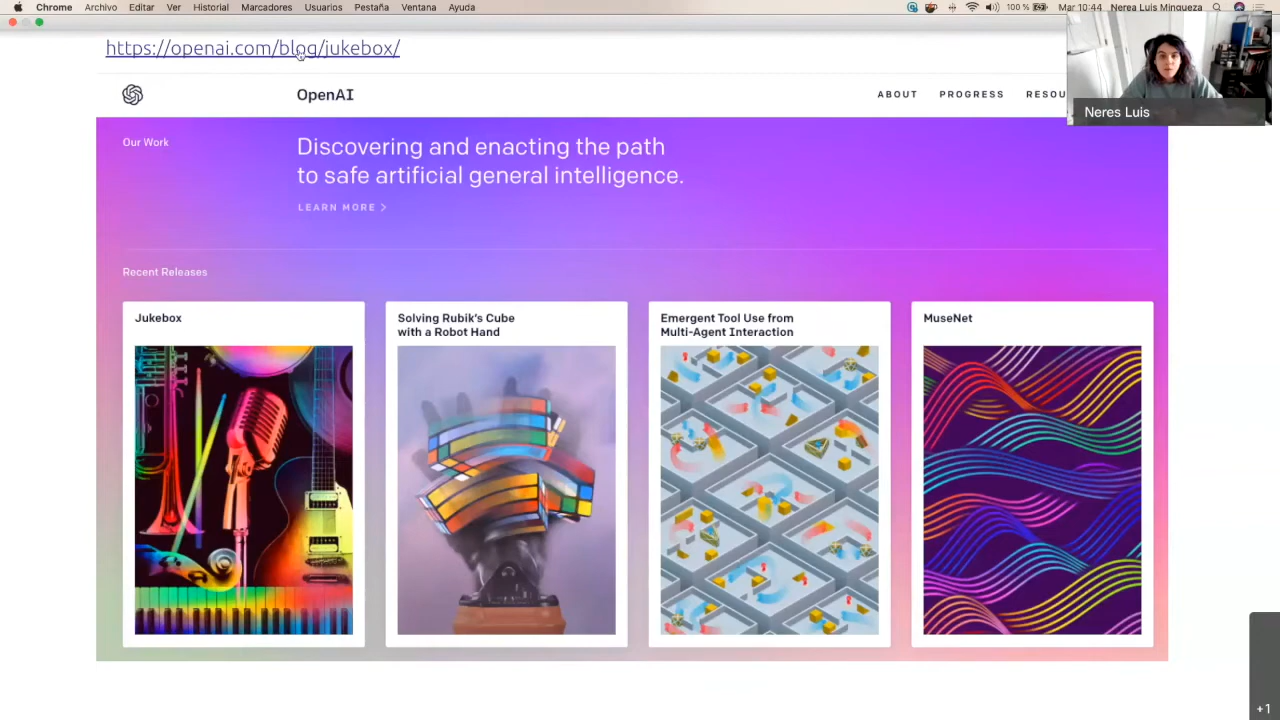 Chrome Archivo Editar Ver Historial Marcadores Usuarios Pestaña Ventana Ayuda 100 % Mar 10:44 Nerea Luis Mingueza
https://openai.com/blog/jukebox/
OpenAI ABOUT PROGRESS RESOU
Neres Luis
Our Work
Discovering and enacting the path
to safe artificial general intelligence.
LEARN MORE >
Recent Releases
Jukebox
Solving Rubik's Cube
with a Robot Hand
Emergent Tool Use from
Multi-Agent Interaction
MuseNet
+1